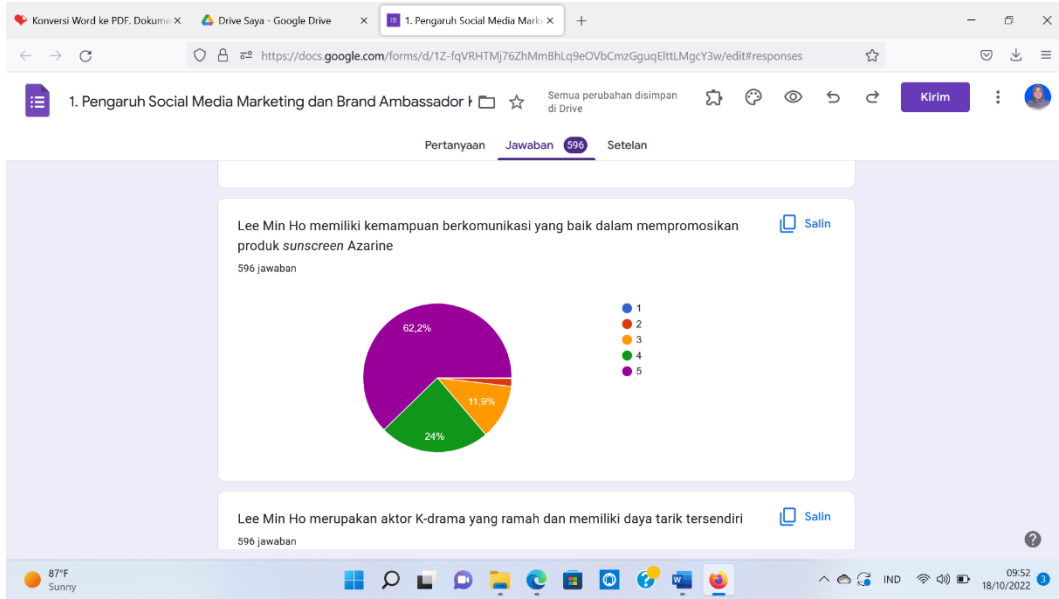 Konversi Word ke PDF. Dokume
Drive Saya - Google Drive
1. Pengaruh Social Media Marke
https://docs.google.com/forms/d/1Z-fqVRHTMj76ZhMmBhLq9eOVbCmzGguqElttLMgcY3w/edit#responses
1. Pengaruh Social Media Marketing dan Brand Ambassador
Semua perubahan disimpan
di Drive
Kirim
Pertanyaan Jawaban 596 Setelan
Lee Min Ho memiliki kemampuan berkomunikasi yang baik dalam mempromosikan
produk sunscreen Azarine
Salin
596 jawaban
62,2%
11,9%
24%
1
2
3
4
5
Lee Min Ho merupakan aktor K-drama yang ramah dan memiliki daya tarik tersendiri
Salin
596 jawaban
87°F
Sunny
IND
09:52
18/10/2022
3